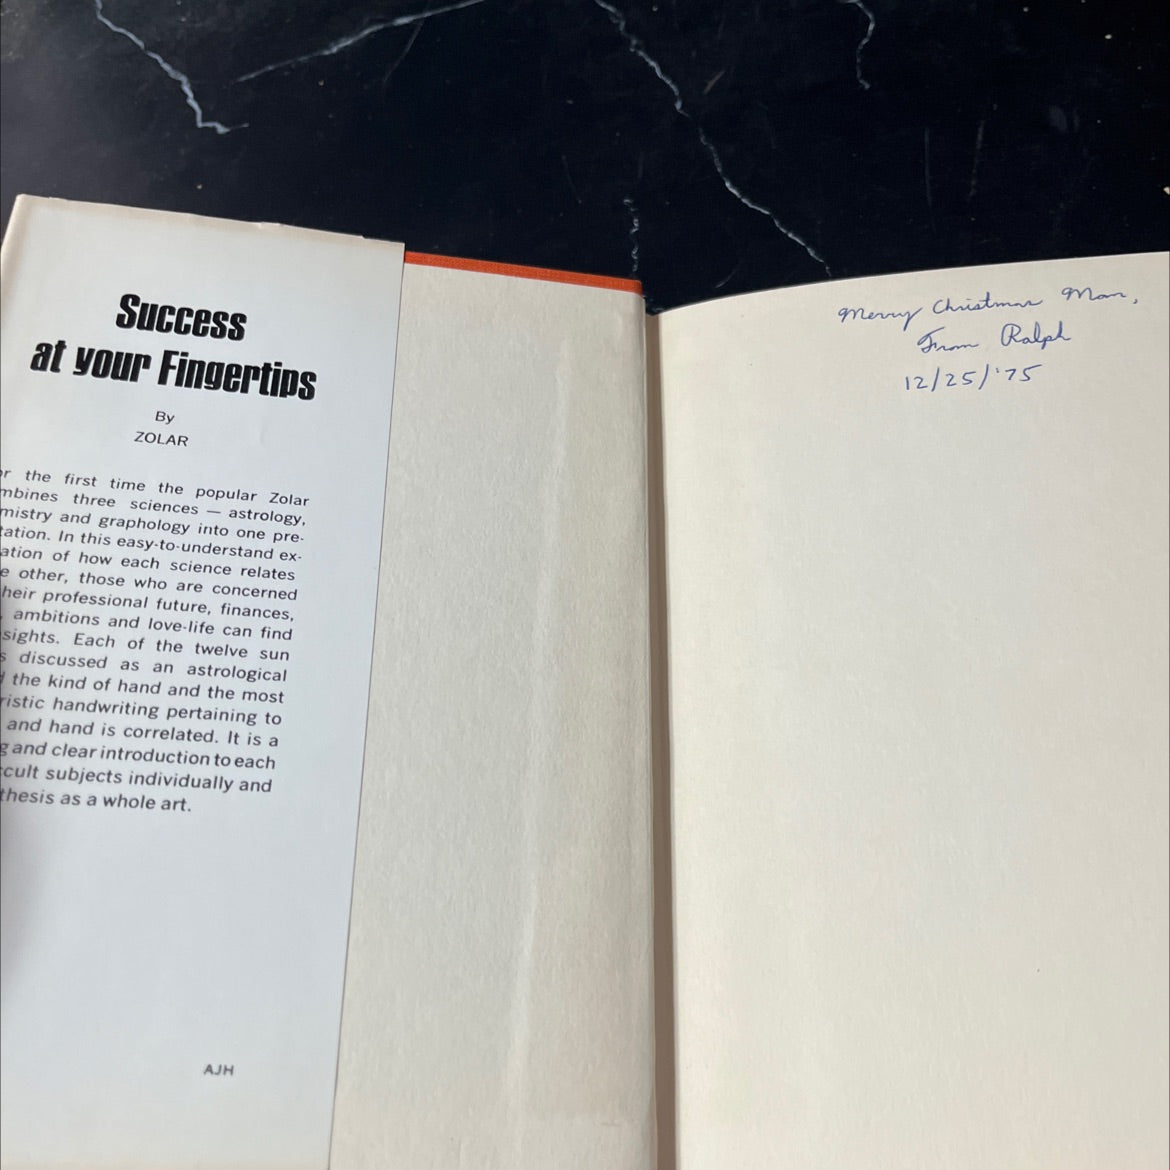 Success
at your Fingertips
By
ZOLAR
or the first time the popular Zolar
mbines three sciences — astrology,
mistry and graphology into one pre-
tation. In this easy-to-understand ex-
ation of how each science relates
e other, those who are concerned
heir professional future, finances,
, ambitions and love-life can find
sights. Each of the twelve sun
s discussed as an astrological
d the kind of hand and the most
ristic handwriting pertaining to
and hand is correlated. It is a
g and clear introduction to each
ccult subjects individually and
thesis as a whole art.
AJH
Merry Christmas Mom,
From Ralph
12/25/'75